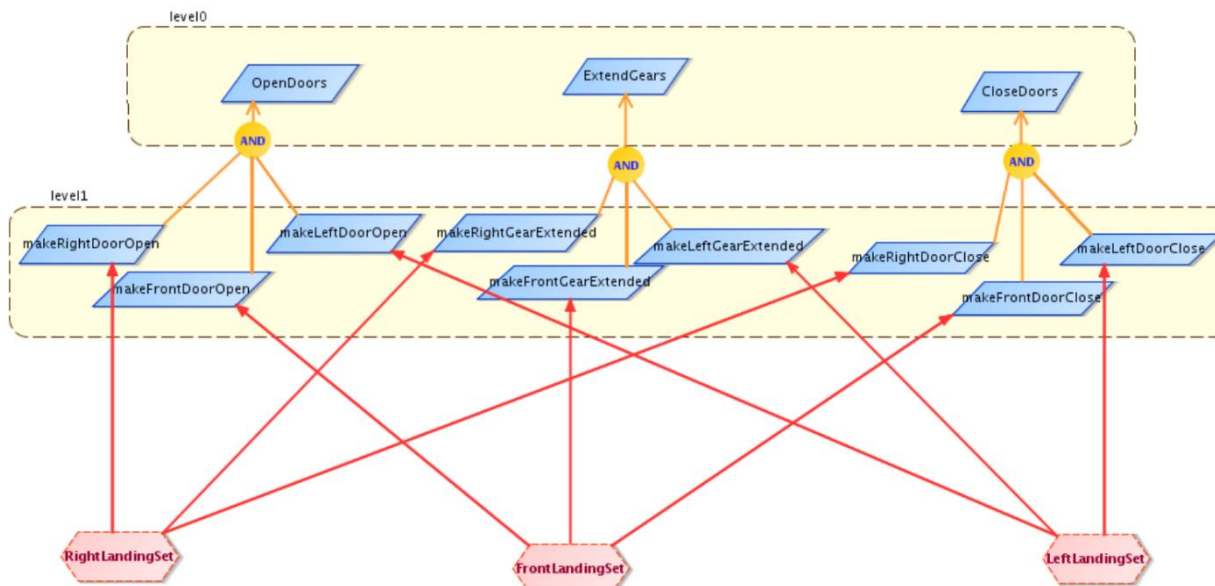 level0
OpenDoors
ExtendGears
CloseDoors
AND
AND
AND
level1
makeRightDoorOpen
makeLeftDoorOpen
makeRightGearExtended
makeLeftGearExtended
makeRightDoorClose
makeLeftDoorClose
makeFrontDoorOpen
makeFrontGearExtended
makeFrontDoorClose
RightLandingSet
FrontLandingSet
LeftLandingSet